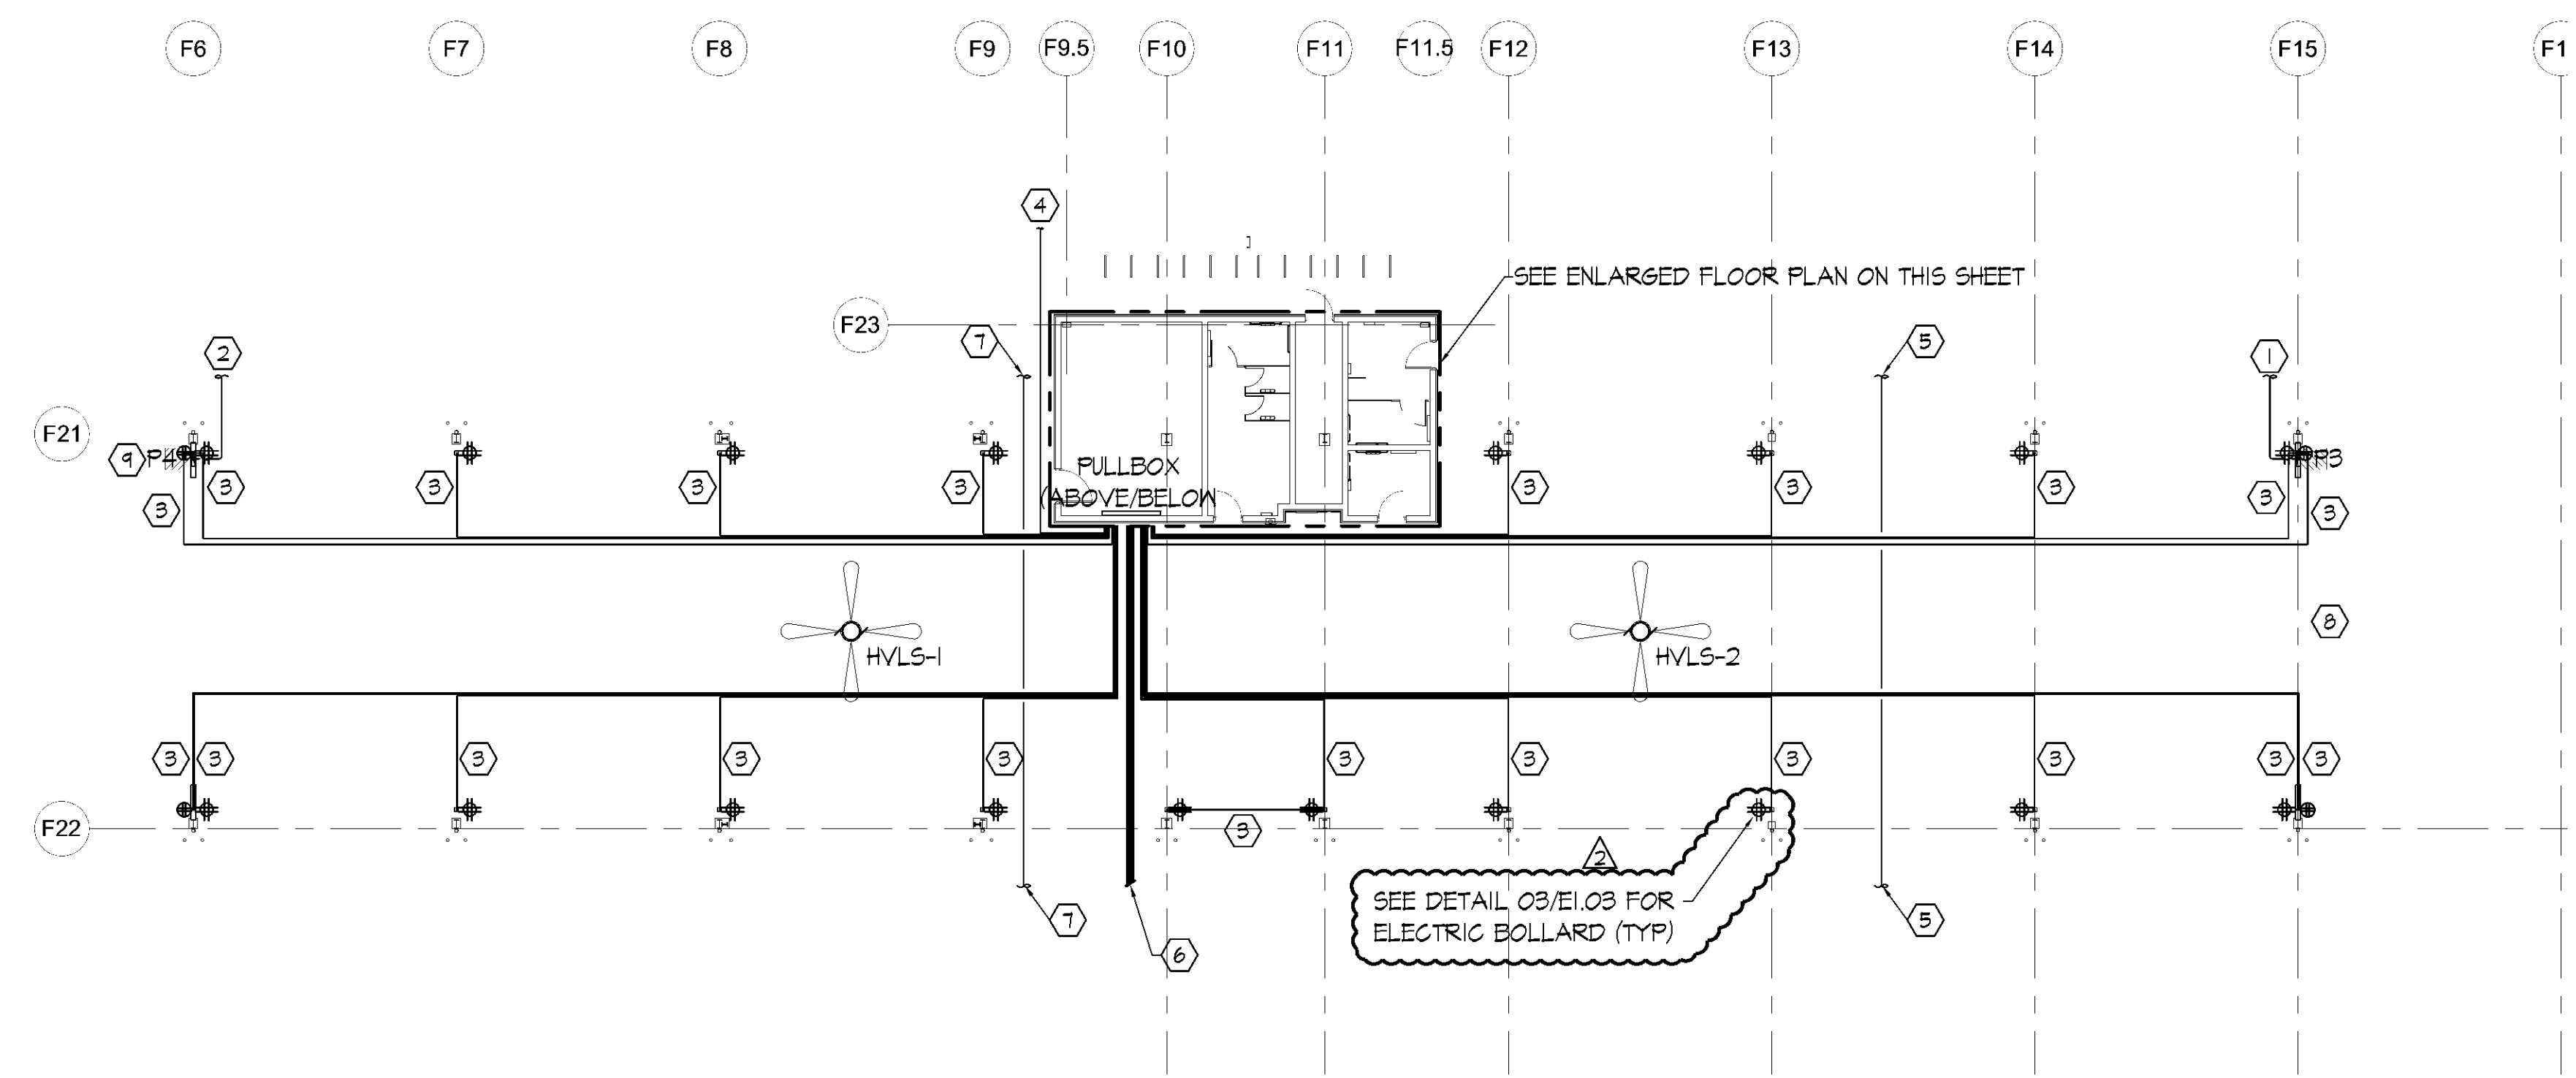 F6 F7 F8 F9 F9.5 F10 F11 F11.5 F12 F13 F14 F15 F1
4
SEE ENLARGED FLOOR PLAN ON THIS SHEET
F23
7
5
2
1
F21
9 P4
P3
PULLBOX
(ABOVE/BELOW
3 3 3 3 3 3 3 3 3
3 3
8
HVLS-1
HVLS-2
3 3 3 3 3 3 3 3 3 3 3
F22
3
2
SEE DETAIL 03/E1.03 FOR
ELECTRIC BOLLARD (TYP)
7
5
6